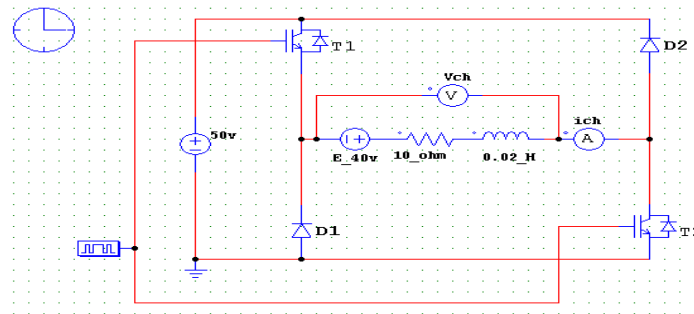 T1
D2
Vch
V
50v
ich
A
E_40v
10_ohm
0.02_H
D1